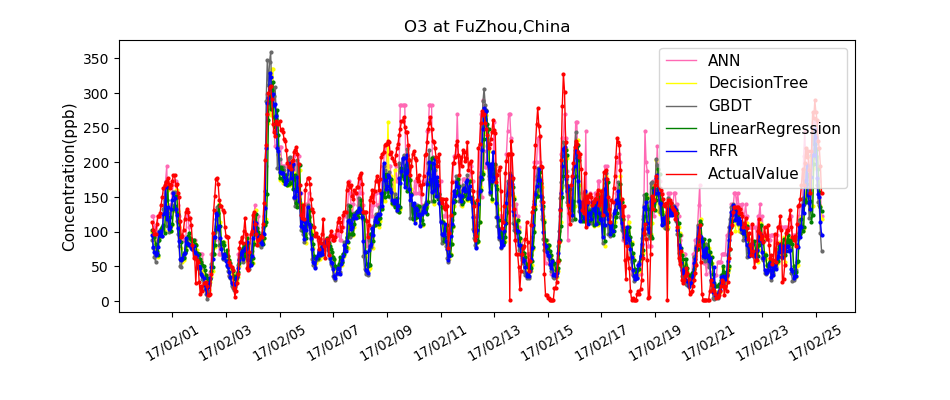 O3 at FuZhou,China
Concentration(ppb)
350
300
250
200
150
100
50
0
ANN
DecisionTree
GBDT
LinearRegression
RFR
ActualValue
17/02/01
17/02/03
17/02/05
17/02/07
17/02/09
17/02/11
17/02/13
17/02/15
17/02/17
17/02/19
17/02/21
17/02/23
17/02/25